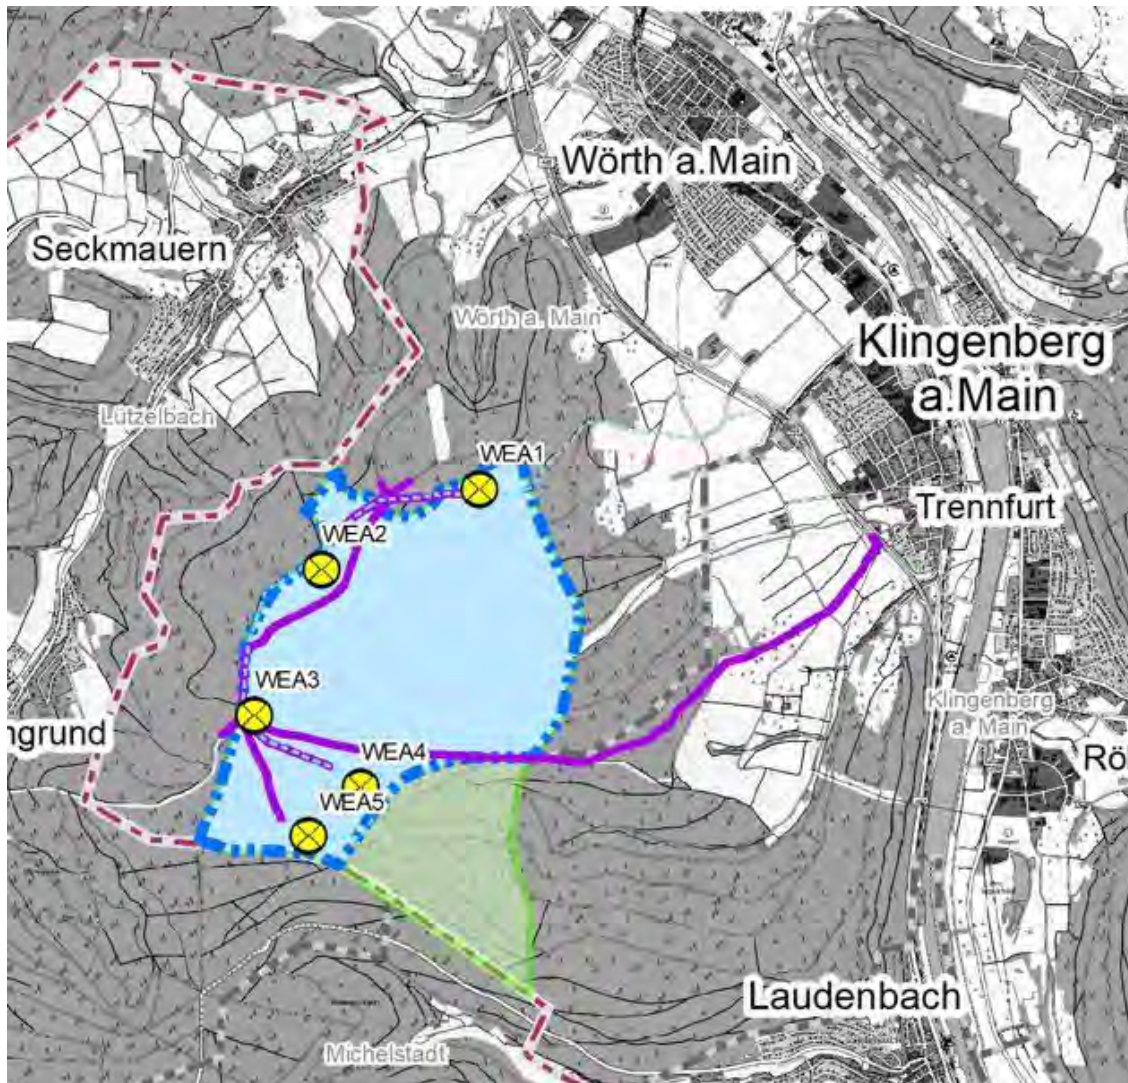 Wörth a.Main
Seckmauern
Wörth a. Main
Klingenberg
a.Main
Lützelbach
WEA1
Trennfurt
WEA2
WEA3
Klingenberg
a. Main
ngrund
WEA4
Rö
WEA5
Laudenbach
Michelstadt